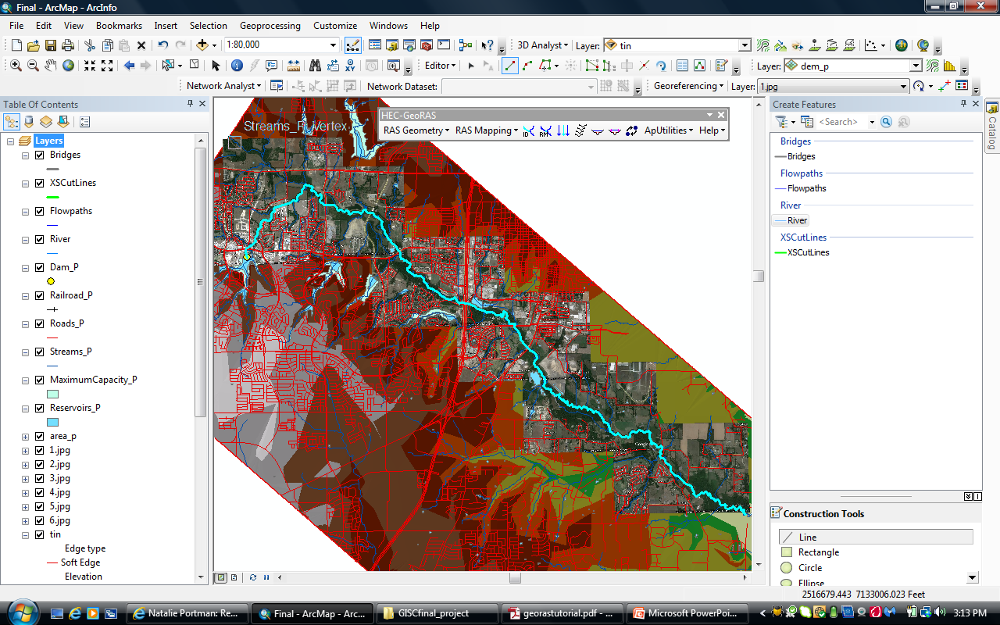 Final - ArcMap - ArcInfo
File Edit View Bookmarks Insert Selection Geoprocessing Customize Windows Help
1:80,000 3D Analyst Layer: tin
Editor Layer: dem_p
Network Analyst Network Dataset: Georeferencing Layer: 1.jpg
Table Of Contents
Layers
Bridges
XSCutLines
Flowpaths
River
Dam_P
Railroad_P
Roads_P
Streams_P
MaximumCapacity_P
Reservoirs_P
area_p
1.jpg
2.jpg
3.jpg
4.jpg
5.jpg
6.jpg
tin
Edge type
Soft Edge
Elevation
Streams_P: Vertex
HEC-GeoRAS
RAS Geometry RAS Mapping ID RMK ApUtilities Help
Google
Create Features
<Search>
Bridges
Bridges
Flowpaths
Flowpaths
River
River
XSCutLines
XSCutLines
Construction Tools
Line
Rectangle
Circle
Ellipse
Catalog
2516679.443 7133006.023 Feet
Natalie Portman: Re... Final - ArcMap - Arc... GISCfinal_project georastutorial.pdf - ... Microsoft PowerPoi... 3:13 PM